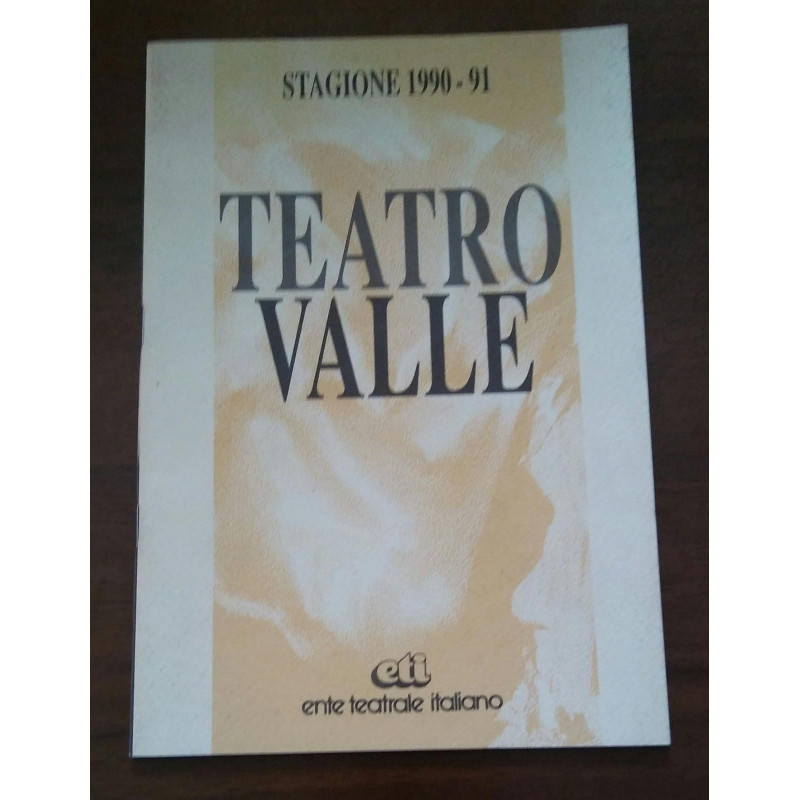 STAGIONE 1990-91
TEATRO
VALLE
eti
ente teatrale italiano